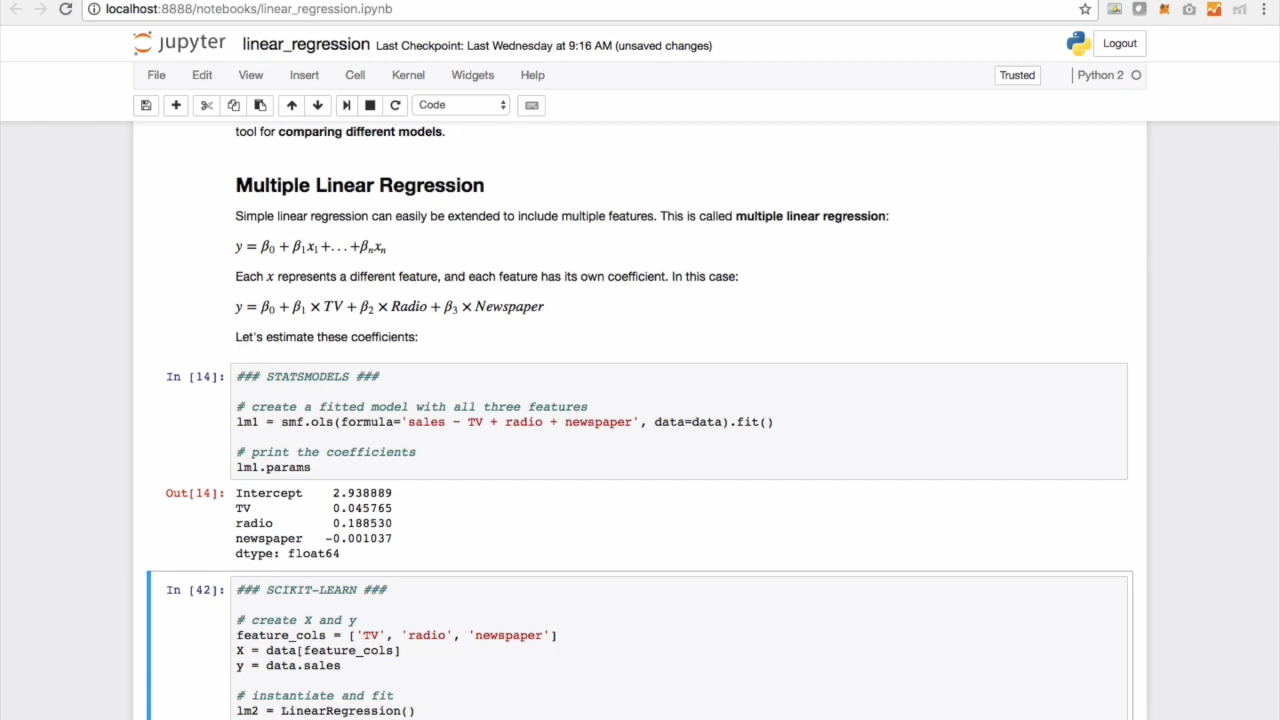 localhost:8888/notebooks/linear_regression.ipynb
jupyter linear_regression Last Checkpoint: Last Wednesday at 9:16 AM (unsaved changes)
Logout
File Edit View Insert Cell Kernel Widgets Help Trusted Python 2
Code
tool for comparing different models.
Multiple Linear Regression
Simple linear regression can easily be extended to include multiple features. This is called multiple linear regression:
y = β₀ + β₁x₁ +. . . +βₙxₙ
Each x represents a different feature, and each feature has its own coefficient. In this case:
y = β₀ + β₁ × TV + β₂ × Radio + β₃ × Newspaper
Let's estimate these coefficients:
In [14]: ### STATSMODELS ###
# create a fitted model with all three features
lm1 = smf.ols(formula='sales ~ TV + radio + newspaper', data=data).fit()
# print the coefficients
lm1.params
Out[14]: Intercept 2.938889
TV 0.045765
radio 0.188530
newspaper -0.001037
dtype: float64
In [42]: ### SCIKIT-LEARN ###
# create X and y
feature_cols = ['TV', 'radio', 'newspaper']
X = data[feature_cols]
y = data.sales
# instantiate and fit
lm2 = LinearRegression()